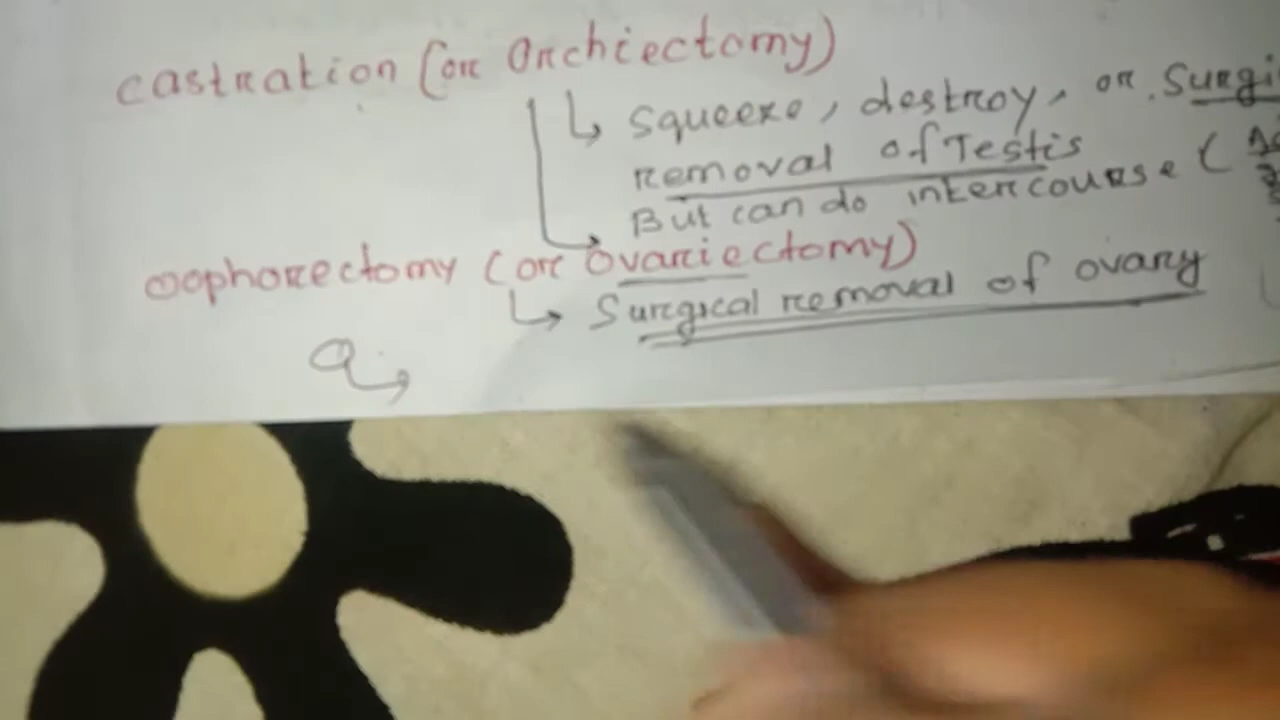 castration (or Orchiectomy)
squeeze, destroy, or Surgi
removal of Testis
But can do intercourse (
oophorectomy (or Ovariectomy)
Surgical removal of ovary